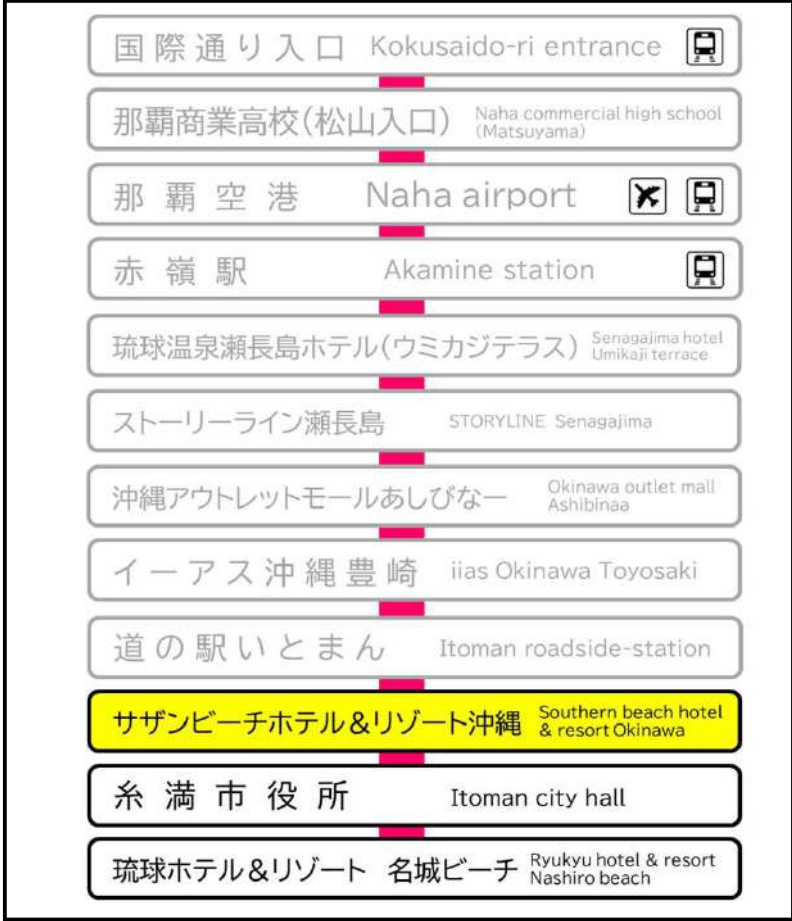 国際通り入口 Kokusaido-ri entrance
那覇商業高校(松山入口) Naha commercial high school
(Matsuyama)
那覇空港 Naha airport
赤嶺駅 Akamine station
琉球温泉瀬長島ホテル(ウミカジテラス) Senagajima hotel
Umikaji terrace
ストーリーライン瀬長島 STORYLINE Senagajima
沖縄アウトレットモールあしびなー Okinawa outlet mall
Ashibinaa
イーアス沖縄豊崎 iias Okinawa Toyosaki
道の駅いとまん Itoman roadside-station
サザンビーチホテル&リゾート沖縄 Southern beach hotel
& resort Okinawa
糸満市役所 Itoman city hall
琉球ホテル&リゾート 名城ビーチ Ryukyu hotel & resort
Nashiro beach